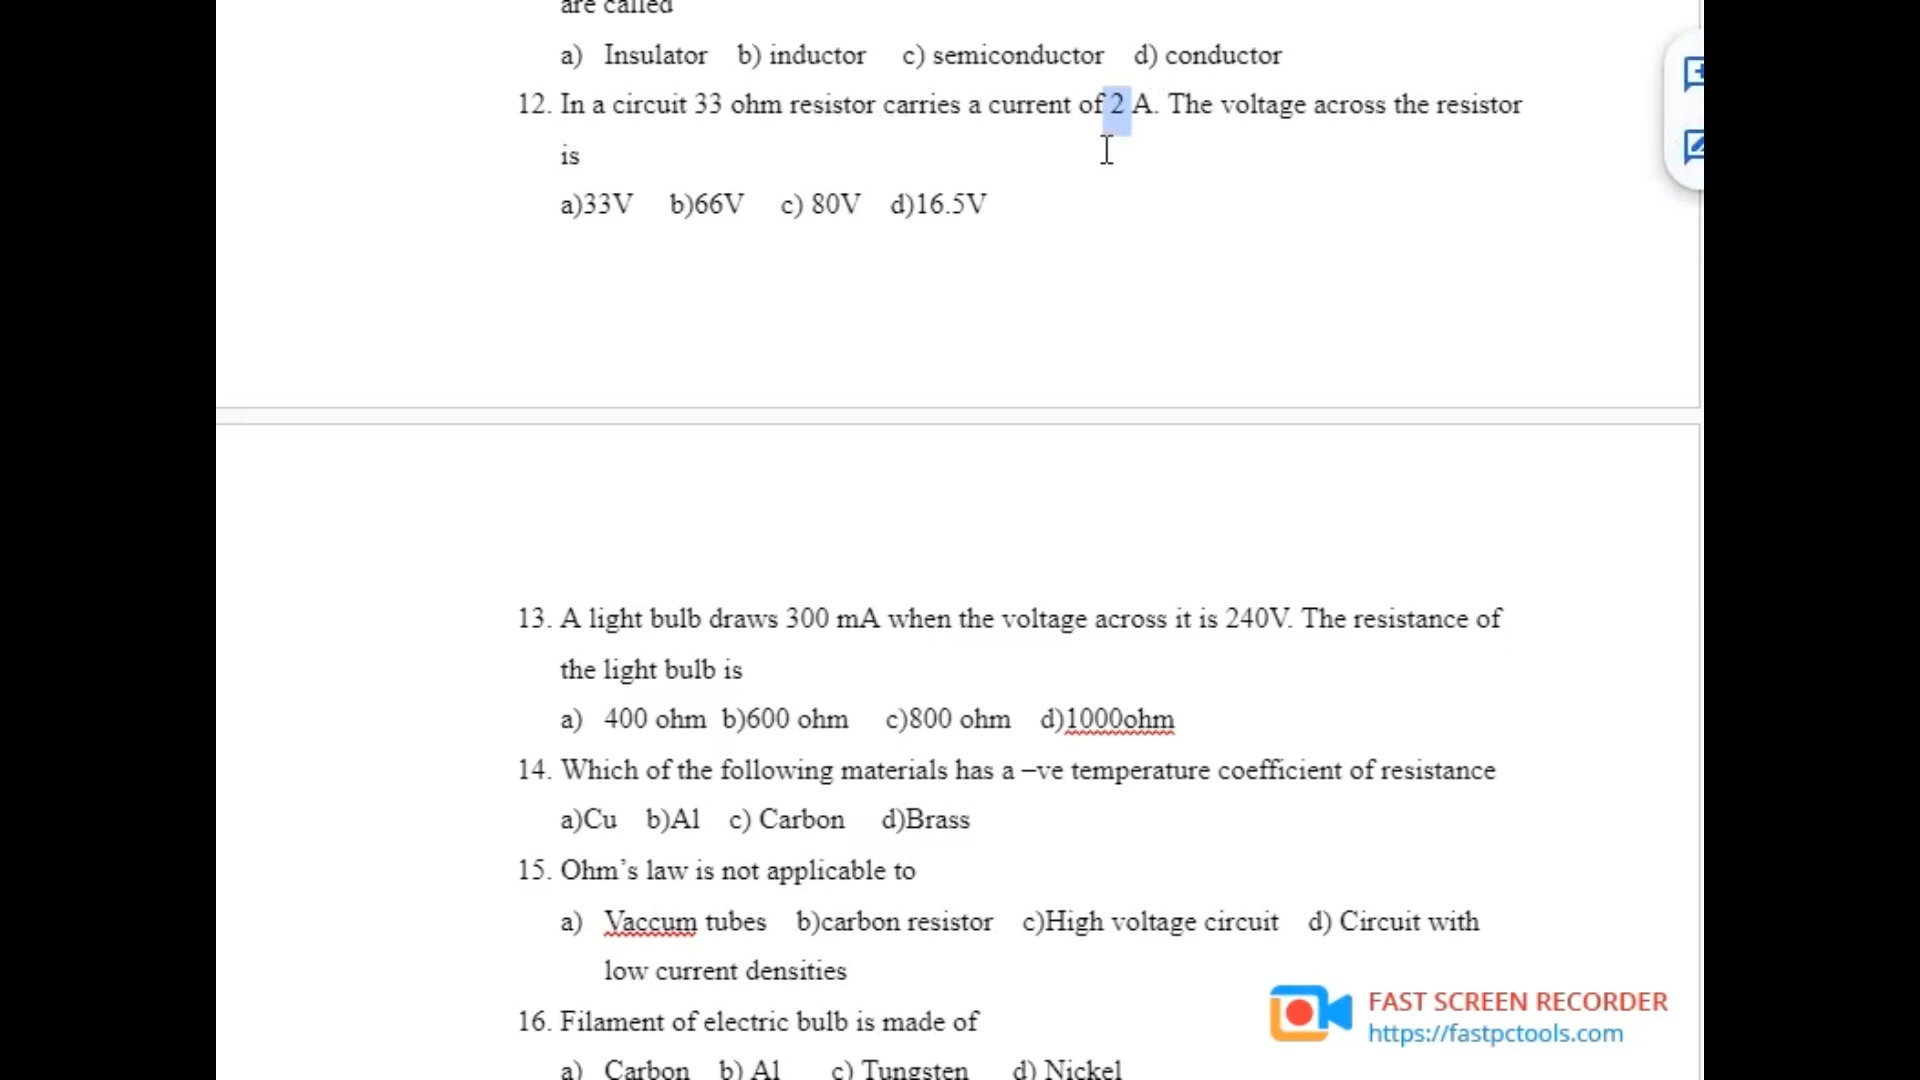 are called
a) Insulator b) inductor c) semiconductor d) conductor
12. In a circuit 33 ohm resistor carries a current of 2 A. The voltage across the resistor
is
a)33V b)66V c) 80V d)16.5V
13. A light bulb draws 300 mA when the voltage across it is 240V. The resistance of
the light bulb is
a) 400 ohm b)600 ohm c)800 ohm d)1000ohm
14. Which of the following materials has a –ve temperature coefficient of resistance
a)Cu b)Al c) Carbon d)Brass
15. Ohm’s law is not applicable to
a) Vaccum tubes b)carbon resistor c)High voltage circuit d) Circuit with
low current densities
16. Filament of electric bulb is made of
a) Carbon b) Al c) Tungsten d) Nickel
FAST SCREEN RECORDER
https://fastpctools.com